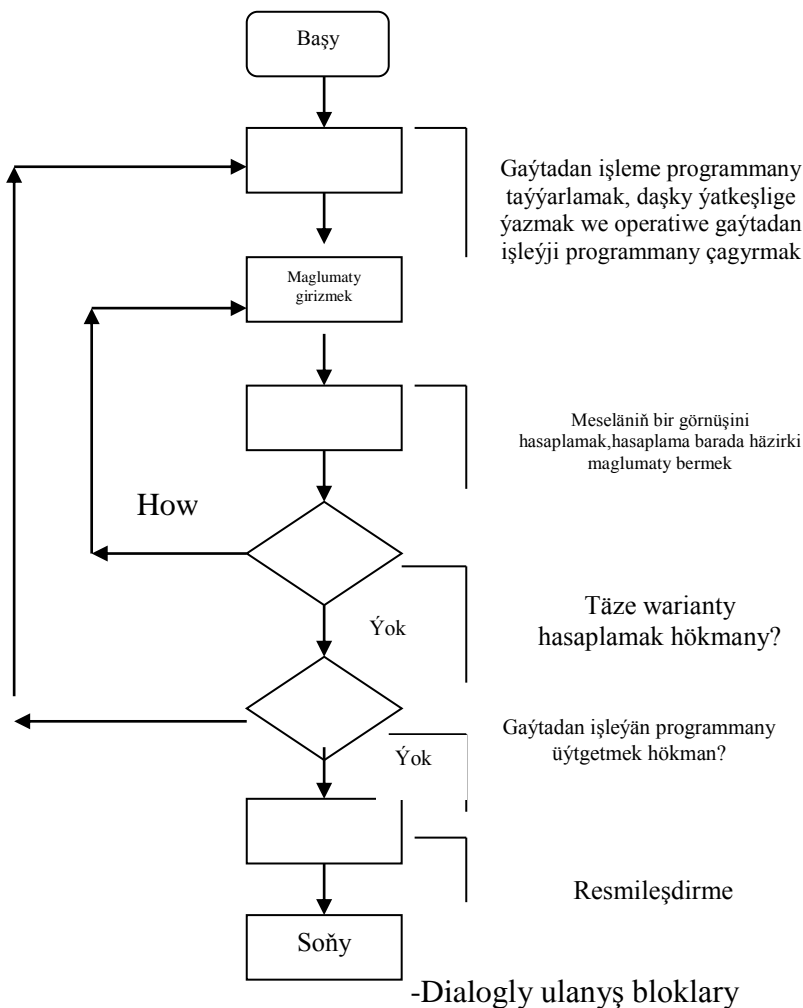 Başy
Gaýtadan işleme programmany
taýýarlamak, daşky ýatkeşlige
ýazmak we operatiwe gaýtadan
işleýji programmany çagyrmak
Maglumaty
girizmek
Meseläniň bir görnüşini
hasaplamak,hasaplama barada häzirki
maglumaty bermek
How
Ýok
Täze warianty
hasaplamak hökmany?
Gaýtadan işleýän programmany
üýtgetmek hökman?
Ýok
Resmileşdirme
Soňy
-Dialogly ulanyş bloklary